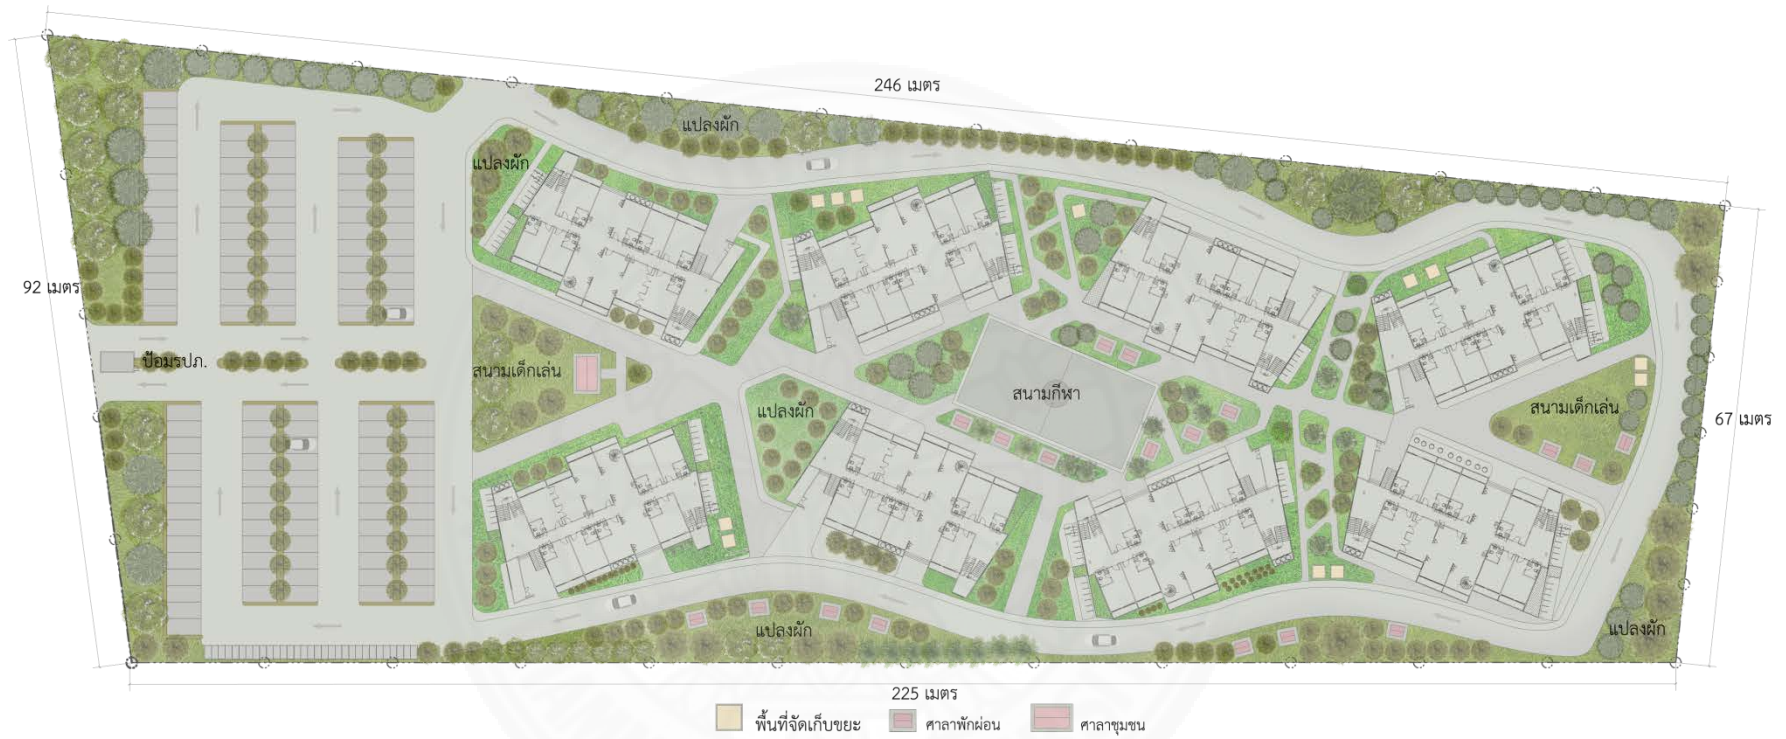 246 เมตร
แปลงผัก
แปลงผัก
92 เมตร
ป้อมรปภ.
สนามเด็กเล่น
แปลงผัก
สนามกีฬา
สนามเด็กเล่น
67 เมตร
แปลงผัก
แปลงผัก
225 เมตร
พื้นที่จัดเก็บขยะ
ศาลาพักผ่อน
ศาลาชุมชน